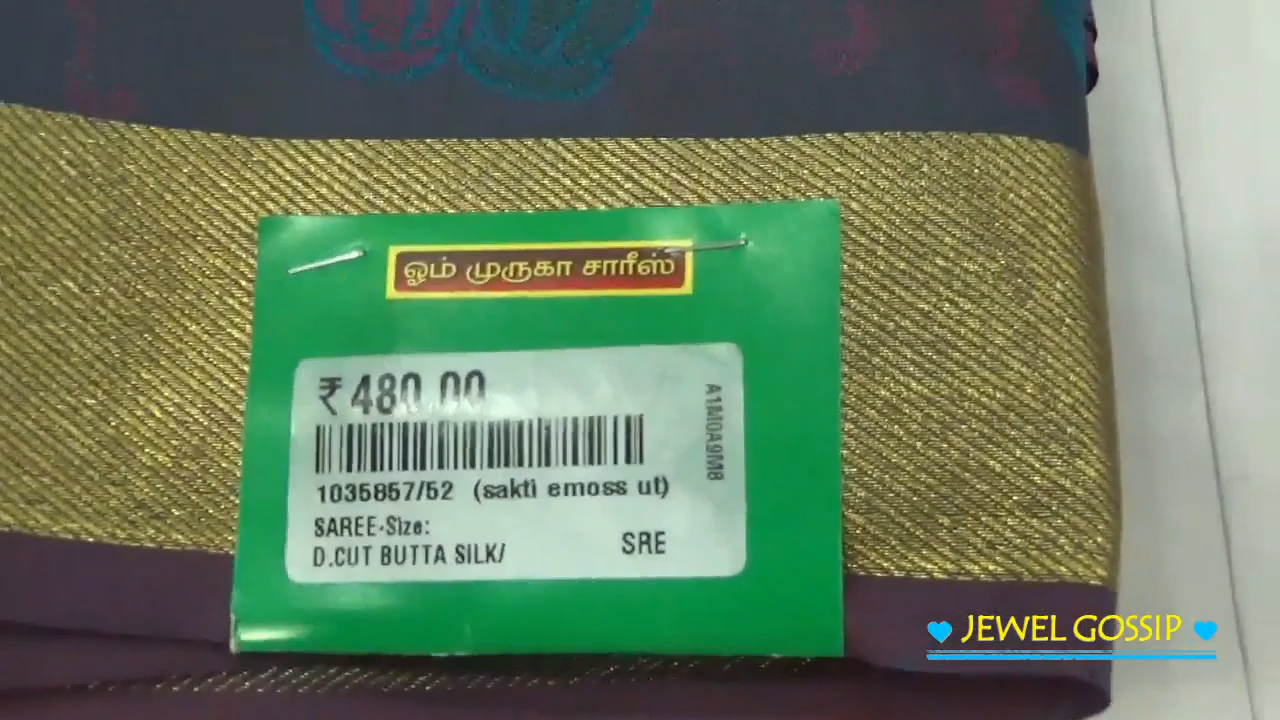 ஓம் முருகா சாரீஸ்
₹ 480.00
A1M0A9M8
1035857/52 (sakti emoss ut)
SAREE-Size:
D.CUT BUTTA SILK/ SRE
JEWEL GOSSIP